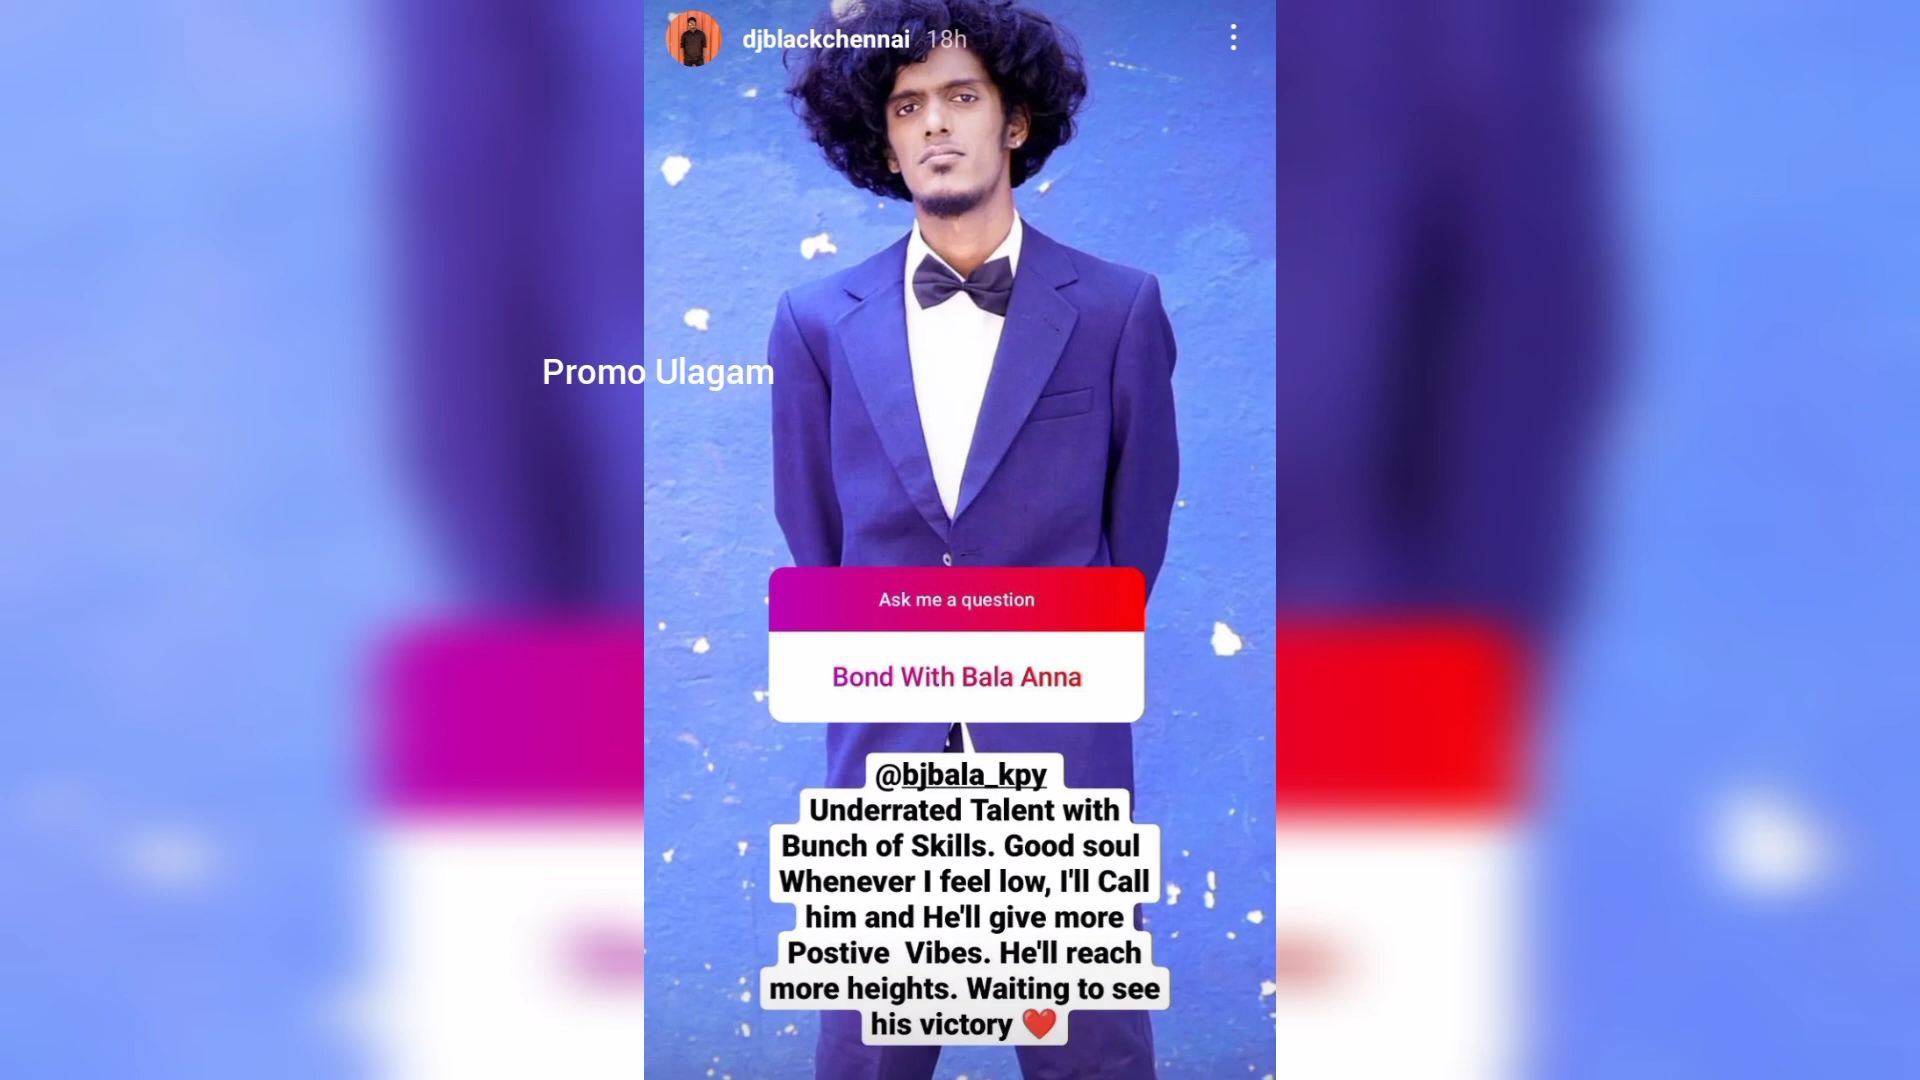 djblackchennai 18h
Promo Ulagam
Ask me a question
Bond With Bala Anna
@bjbala_kpy
Underrated Talent with
Bunch of Skills. Good soul
Whenever I feel low, I'll Call
him and He'll give more
Postive  Vibes. He'll reach
more heights. Waiting to see
his victory ❤️